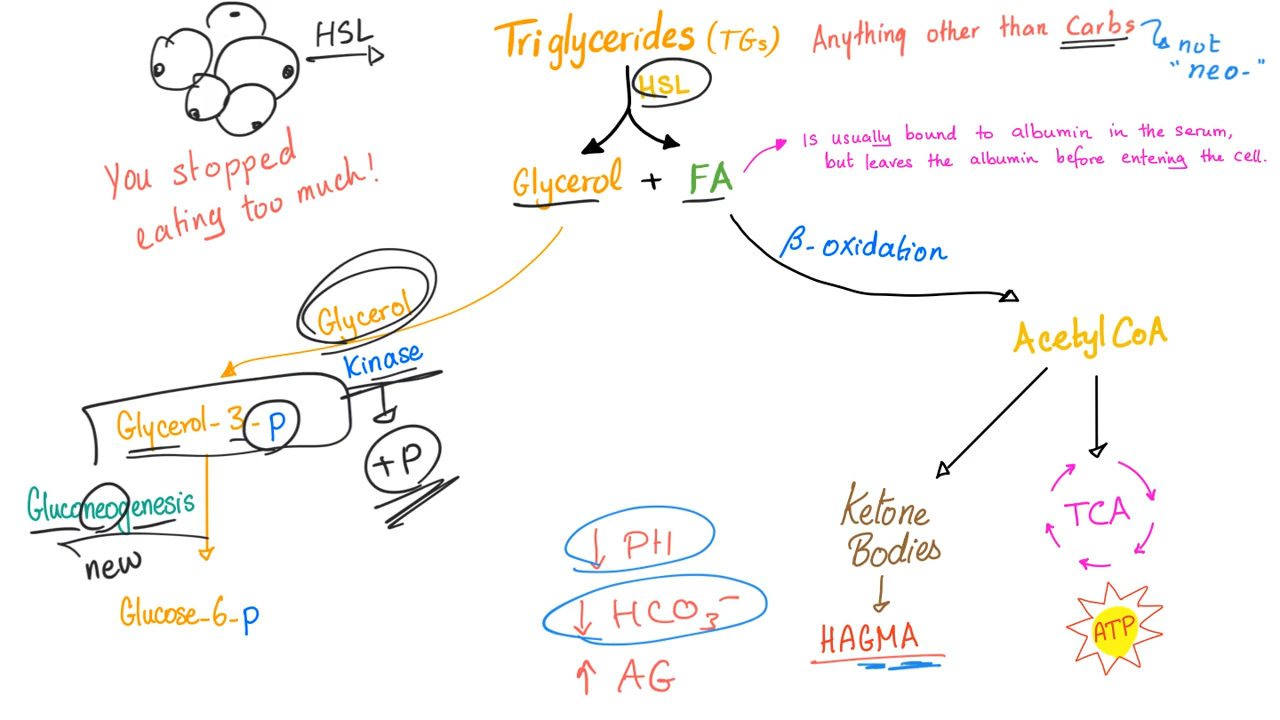 HSL
Triglycerides (TGs)
Anything other than Carbs
not
"neo-"
HSL
You stopped
eating too much!
Glycerol + FA
Is usually bound to albumin in the serum,
but leaves the albumin before entering the cell.
β-oxidation
Glycerol
Kinase
Acetyl CoA
Glycerol-3-P
+P
Gluconeogenesis
new
Glucose-6-P
Ketone
Bodies
TCA
↓ PH
↓ HCO3−
↑ AG
HAGMA
ATP